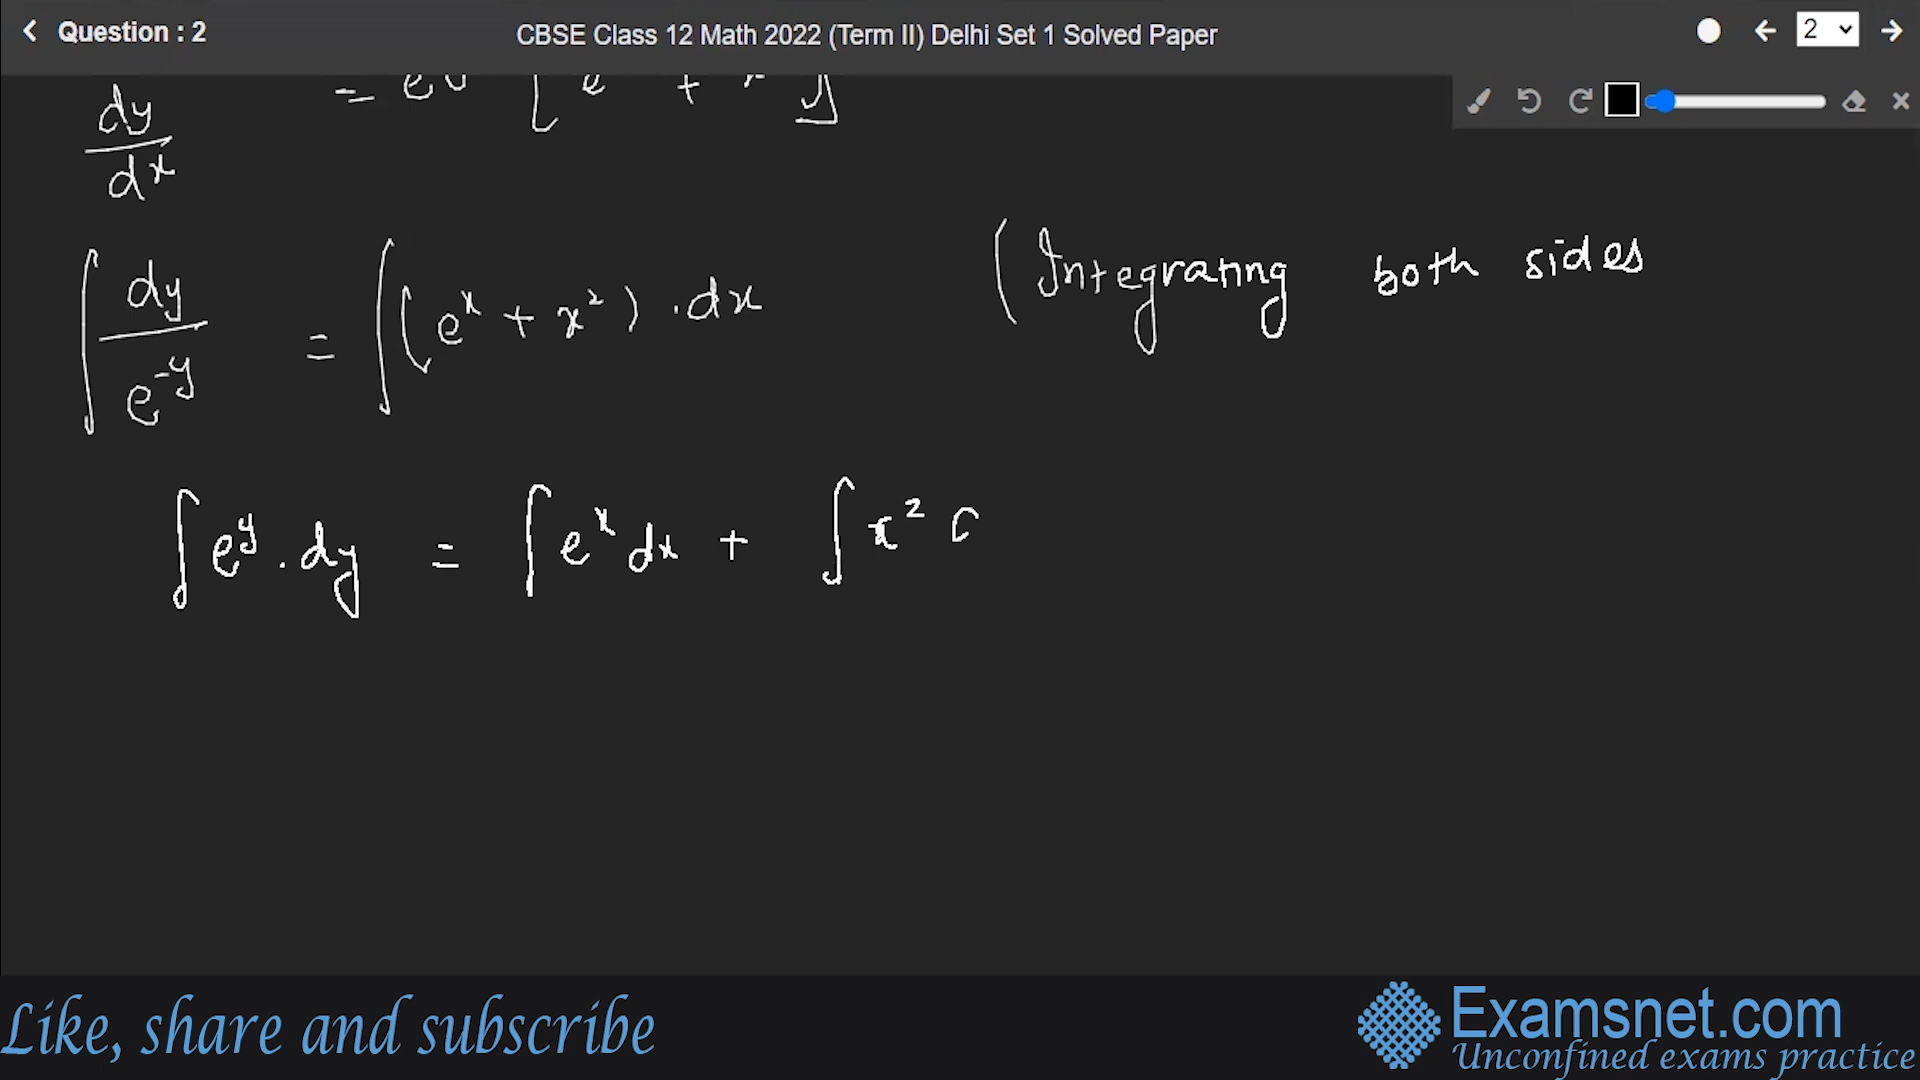 Question : 2
CBSE Class 12 Math 2022 (Term II) Delhi Set 1 Solved Paper
2
dy/dx = e [ e + ]
∫ dy/e^-y = ∫ (e^x + x^2) . dx
( Integrating both sides
∫ e^y . dy = ∫ e^x dx + ∫ x^2
Like, share and subscribe
Examsnet.com
Unconfined exams practice